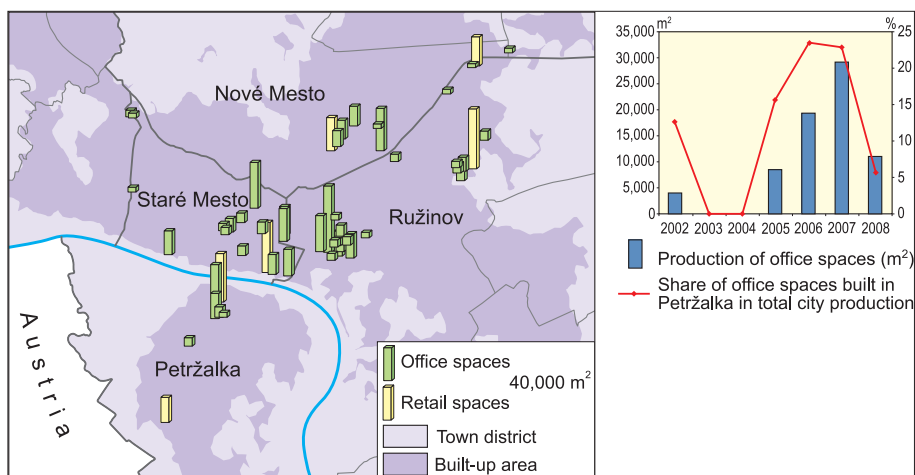 Nové Mesto
Staré Mesto
Ružinov
Petržalka
Austria
Office spaces
40,000 m²
Retail spaces
Town district
Built-up area
m²
%
35,000
30,000
25,000
20,000
15,000
10,000
5,000
0
25
20
15
10
5
0
2002 2003 2004 2005 2006 2007 2008
Production of office spaces (m²)
Share of office spaces built in
Petržalka in total city production